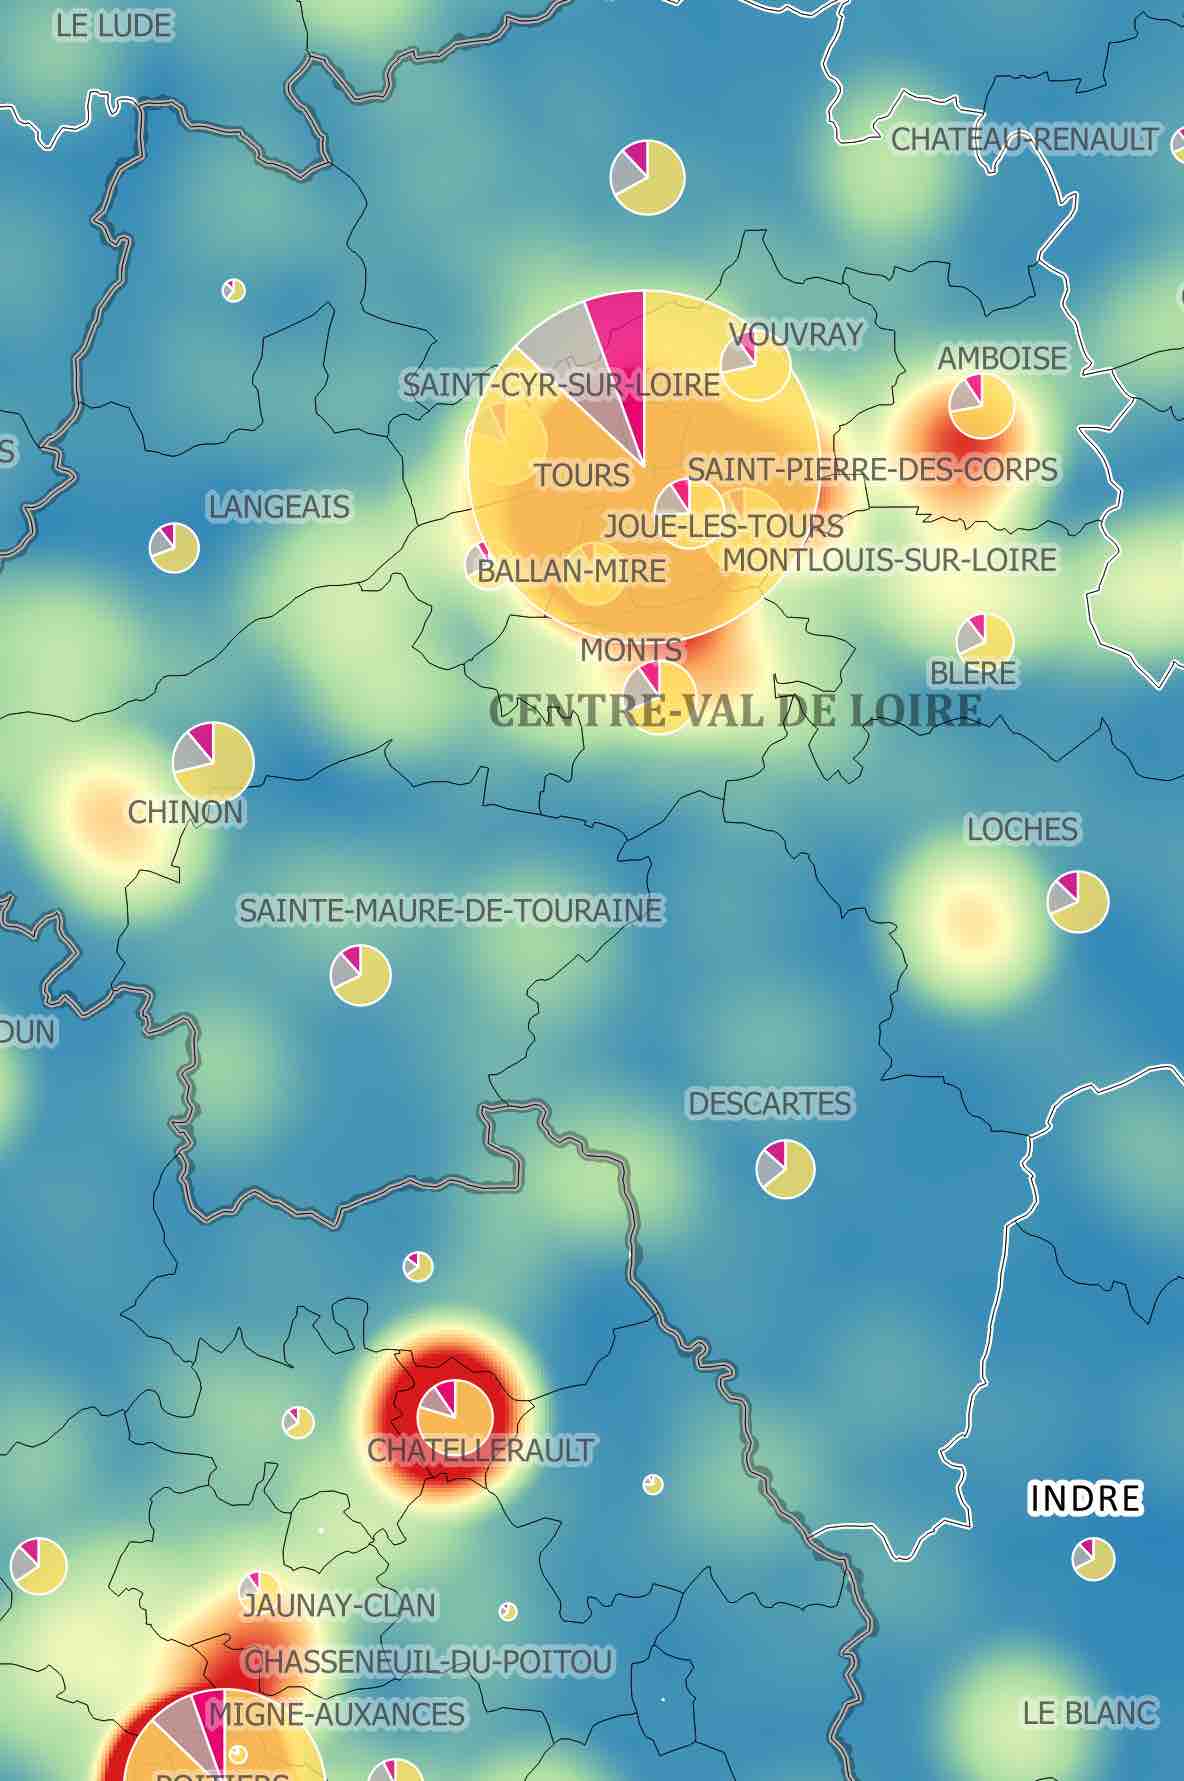 LE LUDE
CHATEAU-RENAULT
VOUVRAY
AMBOISE
SAINT-CYR-SUR-LOIRE
TOURS
SAINT-PIERRE-DES-CORPS
LANGEAIS
JOUE-LES-TOURS
MONTLOUIS-SUR-LOIRE
BALLAN-MIRE
MONTS
BLERE
CENTRE-VAL DE LOIRE
CHINON
LOCHES
SAINTE-MAURE-DE-TOURAINE
DUN
DESCARTES
CHATELLERAULT
INDRE
JAUNAY-CLAN
CHASSENEUIL-DU-POITOU
MIGNE-AUXANCES
LE BLANC
POITIERS